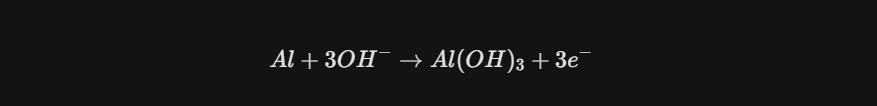 Al + 3OH⁻ → Al(OH)₃ + 3e⁻